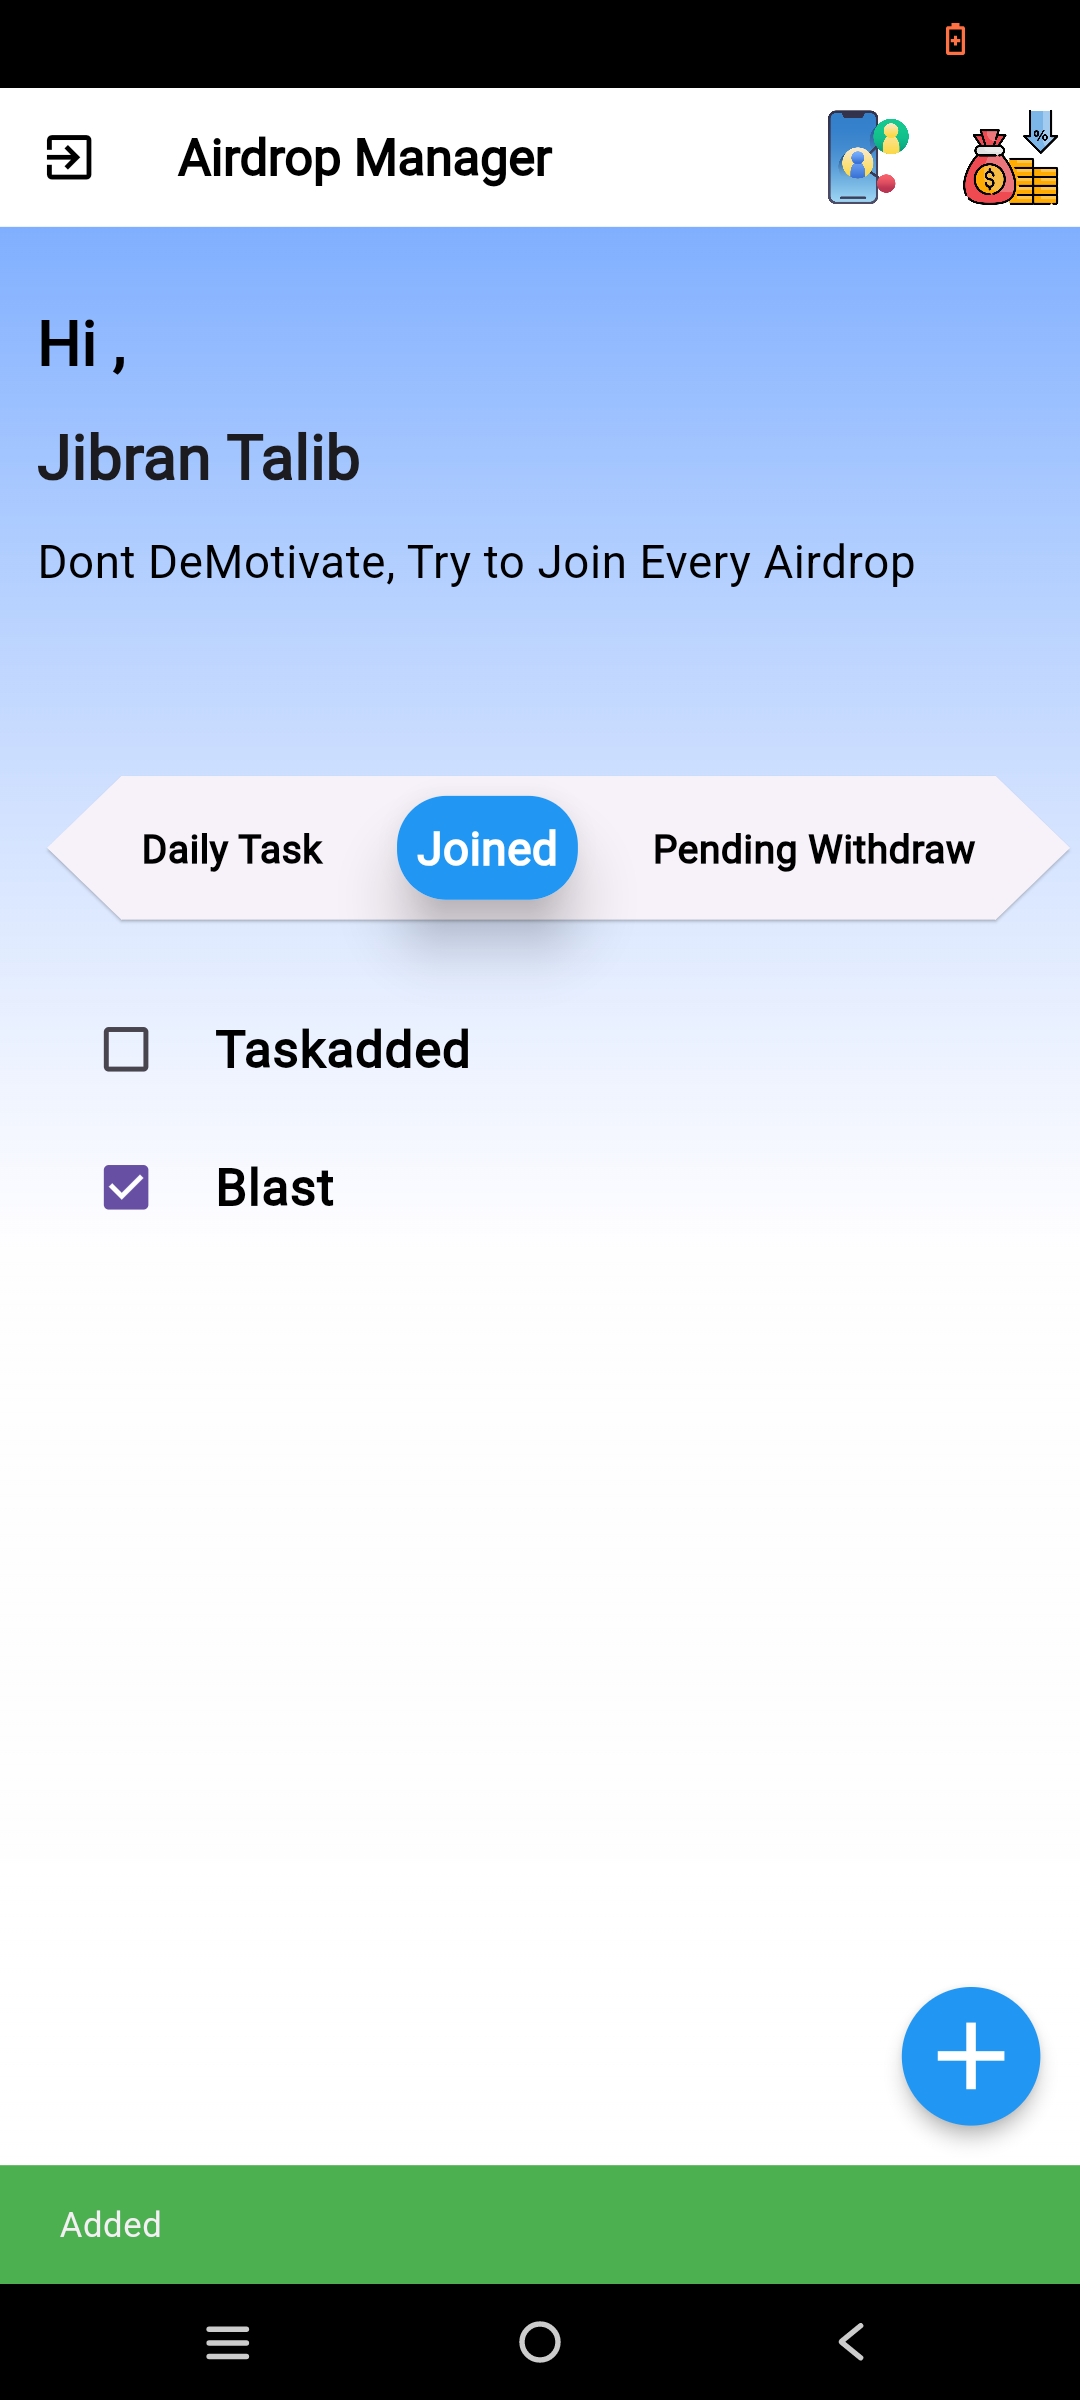 Airdrop Manager
%
$
Hi ,
Jibran Talib
Dont DeMotivate, Try to Join Every Airdrop
Daily Task Joined Pending Withdraw
Taskadded
Blast
Added